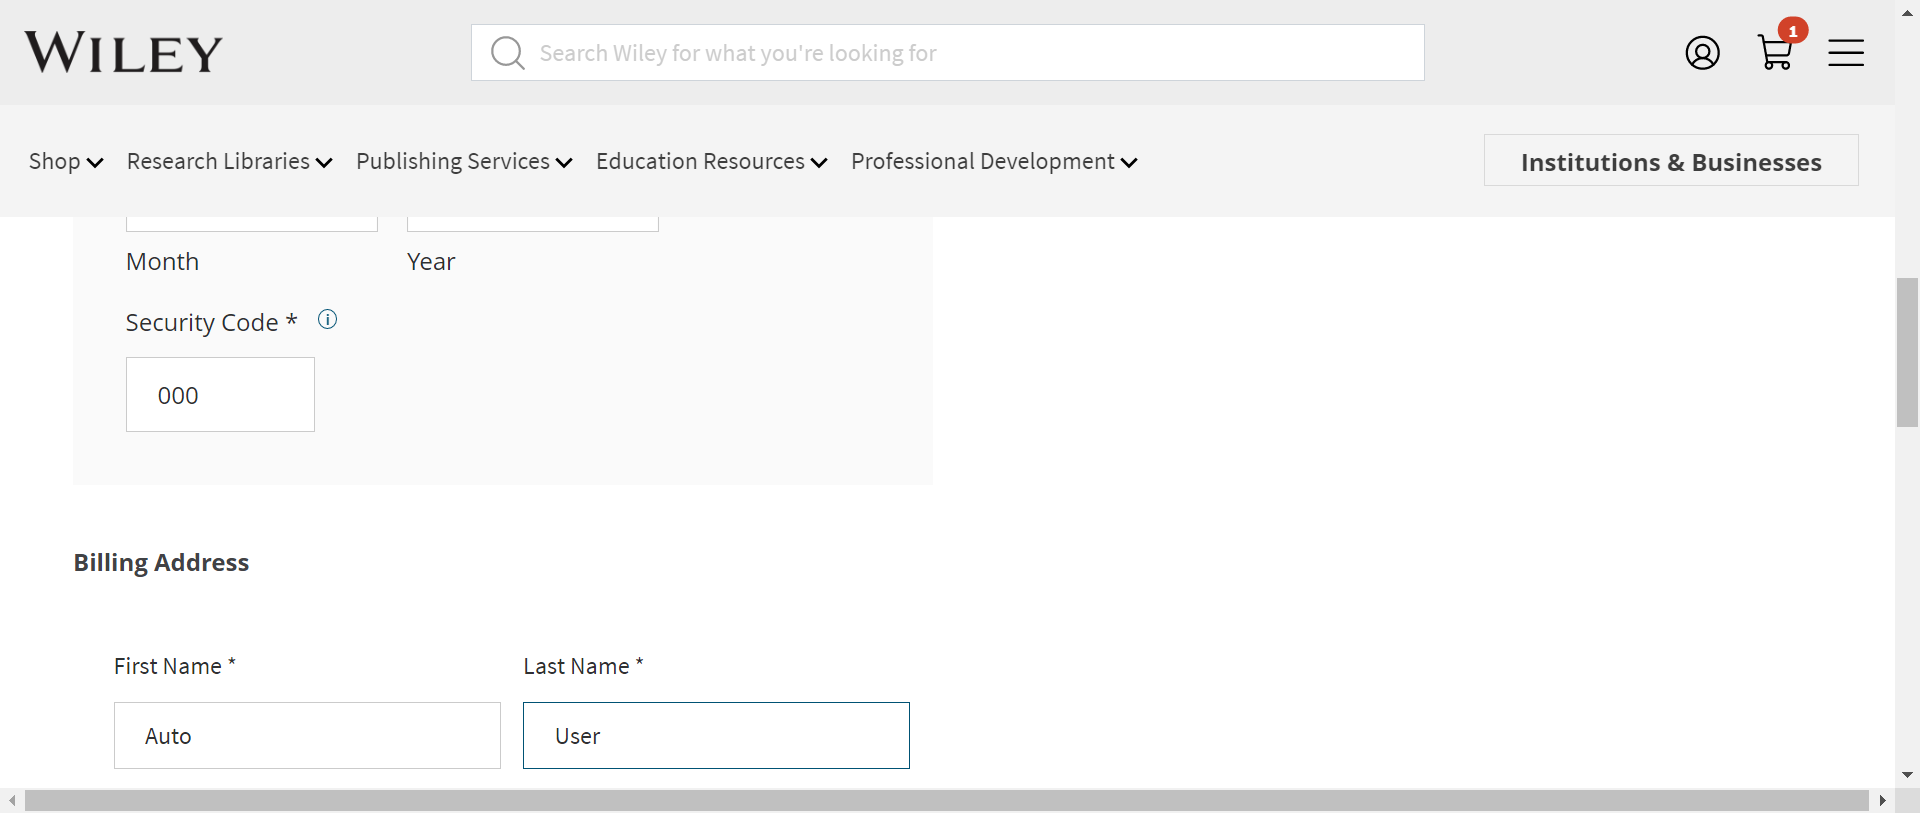 WILEY
Search Wiley for what you're looking for
1
Shop Research Libraries Publishing Services Education Resources Professional Development Institutions & Businesses
Month Year
Security Code *
000
Billing Address
First Name * Last Name *
Auto User